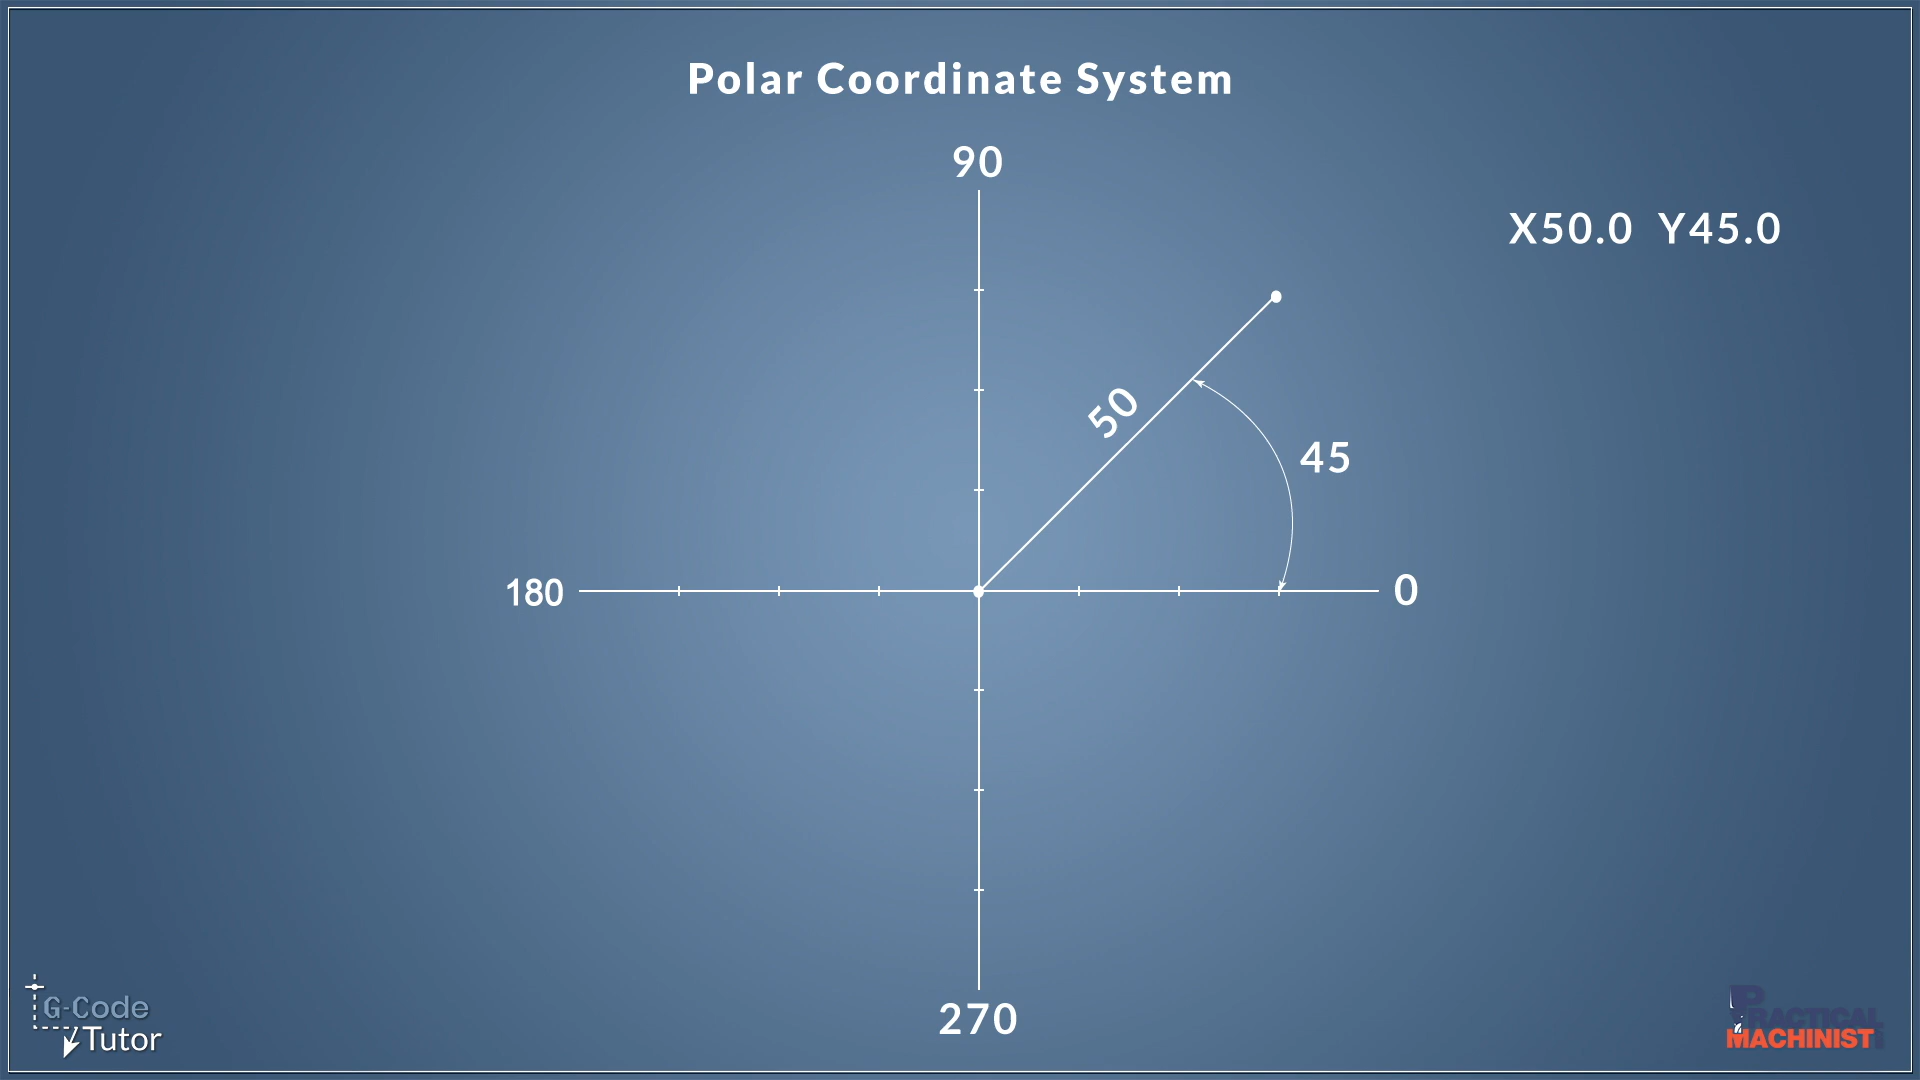 Polar Coordinate System
90
X50.0 Y45.0
50
45
180
0
270
G-Code
Tutor
PRACTICAL
MACHINIST